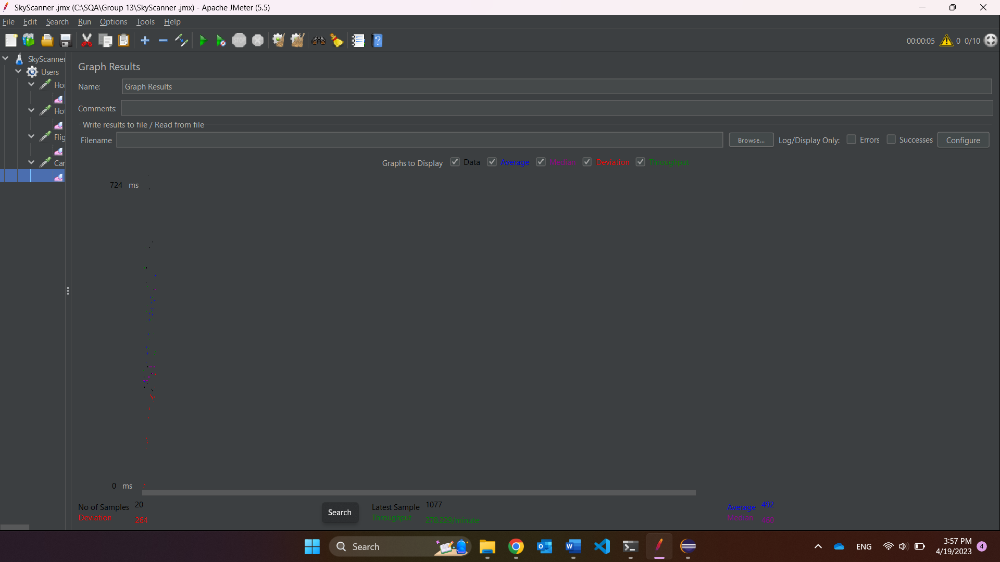 SkyScanner .jmx (C:\SQA\Group 13\SkyScanner .jmx) - Apache JMeter (5.5)
File Edit Search Run Options Tools Help
STOP
00:00:05 0 0/10
SkyScanner
Users
Hor
Hot
Flig
Car
Graph Results
Name: Graph Results
Comments:
Write results to file / Read from file
Filename Browse... Log/Display Only: Errors Successes Configure
Graphs to Display Data Average Median Deviation Throughput
724 ms
0 ms
No of Samples 20 Latest Sample 1077 Average 492
Deviation 264 Throughput 278.229/minute Median
Search
Search
ENG
3:57 PM
4/19/2023
4